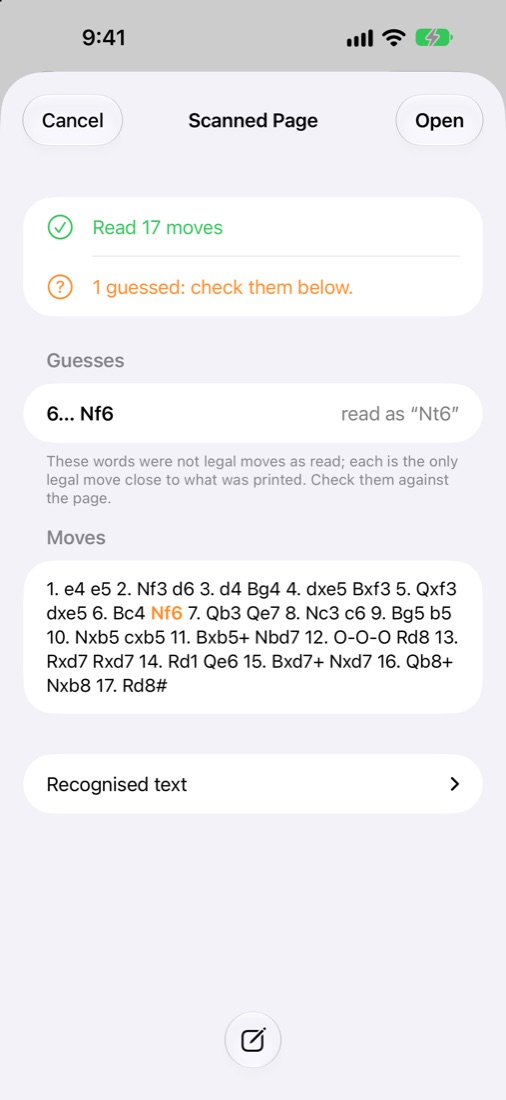 9:41
Cancel
Scanned Page
Open
Read 17 moves
1 guessed: check them below.
Guesses
6... Nf6
read as “Nt6”
These words were not legal moves as read; each is the only
legal move close to what was printed. Check them against
the page.
Moves
1. e4 e5 2. Nf3 d6 3. d4 Bg4 4. dxe5 Bxf3 5. Qxf3
dxe5 6. Bc4 Nf6 7. Qb3 Qe7 8. Nc3 c6 9. Bg5 b5
10. Nxb5 cxb5 11. Bxb5+ Nbd7 12. O-O-O Rd8 13.
Rxd7 Rxd7 14. Rd1 Qe6 15. Bxd7+ Nxd7 16. Qb8+
Nxb8 17. Rd8#
Recognised text